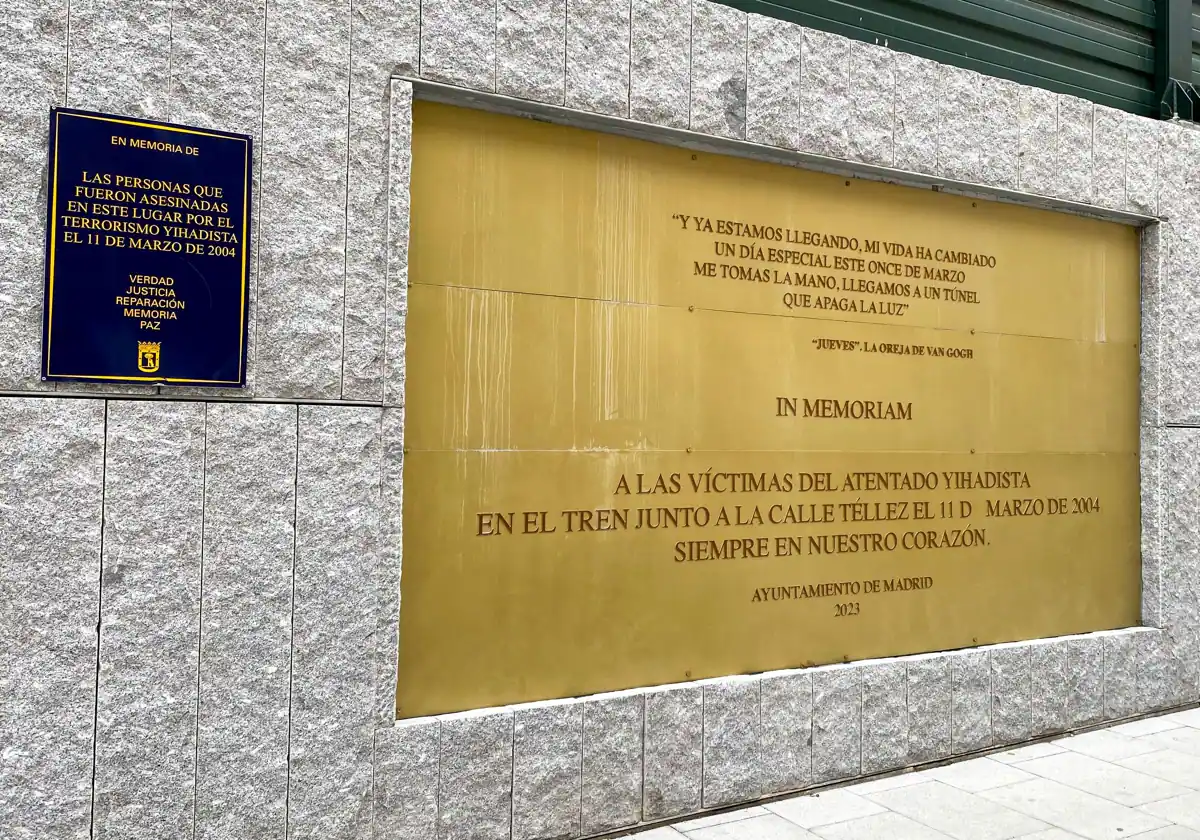 EN MEMORIA DE
LAS PERSONAS QUE
FUERON ASESINADAS
EN ESTE LUGAR POR EL
TERRORISMO YIHADISTA
EL 11 DE MARZO DE 2004
VERDAD
JUSTICIA
REPARACIÓN
MEMORIA
PAZ
“Y YA ESTAMOS LLEGANDO, MI VIDA HA CAMBIADO
UN DÍA ESPECIAL ESTE ONCE DE MARZO
ME TOMAS LA MANO, LLEGAMOS A UN TÚNEL
QUE APAGA LA LUZ”
“JUEVES”. LA OREJA DE VAN GOGH
IN MEMORIAM
A LAS VÍCTIMAS DEL ATENTADO YIHADISTA
EN EL TREN JUNTO A LA CALLE TÉLLEZ EL 11 D MARZO DE 2004
SIEMPRE EN NUESTRO CORAZÓN.
AYUNTAMIENTO DE MADRID
2023